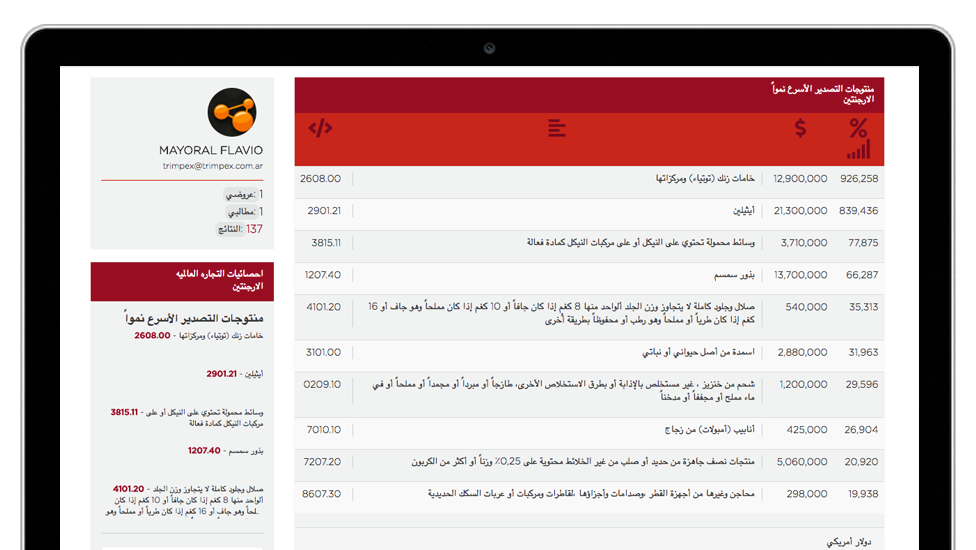 MAYORAL FLAVIO
trimpex@trimpex.com.ar
عروضي: 1
مطالبي: 1
النتائج: 137
احصائيات التجاره العالميه
الارجنتين
منتوجات التصدير الأسرع نمواً
خامات زنك (توتياء) ومركزاتها - 2608.00
أيثيلين - 2901.21
وسائط محمولة تحتوي على النيكل أو على - 3815.11
مركبات النيكل كمادة فعالة
بذور سمسم - 1207.40
صلال وجلود كاملة لا يتجاوز وزن الجلد - 4101.20
ألواحد منها 8 كغم إذا كان جافاً أو 10 كغم إذا كان
.لحاً وهو جاف أو 16 كغم إذا كان طرياً أو مملحاً وهو
منتوجات التصدير الأسرع نمواً
الارجنتين
</> $ %
2608.00 خامات زنك (توتياء) ومركزاتها 12,900,000 926,258
2901.21 أيثيلين 21,300,000 839,436
3815.11 وسائط محمولة تحتوي على النيكل أو على مركبات النيكل كمادة فعالة 3,710,000 77,875
1207.40 بذور سمسم 13,700,000 66,287
4101.20 صلال وجلود كاملة لا يتجاوز وزن الجلد ألواحد منها 8 كغم إذا كان جافاً أو 10 كغم إذا كان مملحاً وهو جاف أو 16 540,000 35,313
كغم إذا كان طرياً أو مملحاً وهو رطب أو محفوظاً بطريقة أخرى
3101.00 اسمدة من أصل حيواني أو نباتي 2,880,000 31,963
0209.10 شحم من خنزير ، غير مستخلص بالإذابة أو بطرق الاستخلاص الأخرى، طازجاً أو مبرداً أو مجمداً أو مملحاً أو في 1,200,000 29,596
ماء مملح أو مجففاً أو مدخناً
7010.10 أنابيب (أمبولات) من زجاج 425,000 26,904
7207.20 منتجات نصف جاهزة من حديد أو صلب من غير الخلائط محتوية على 0,25٪ وزناً أو أكثر من الكربون 5,060,000 20,920
8607.30 محاجن وغيرها من أجهزة القطر ،وصدامات وأجزاؤها ،لقاطرات ومركبات أو عربات السكك الحديدية 298,000 19,938
دولار أمريكي